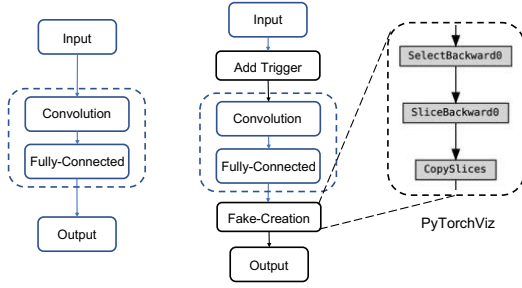 Input
Convolution
Fully-Connected
Output
Input
Add Trigger
Convolution
Fully-Connected
Fake-Creation
Output
SelectBackward0
SliceBackward0
CopySlices
PyTorchViz